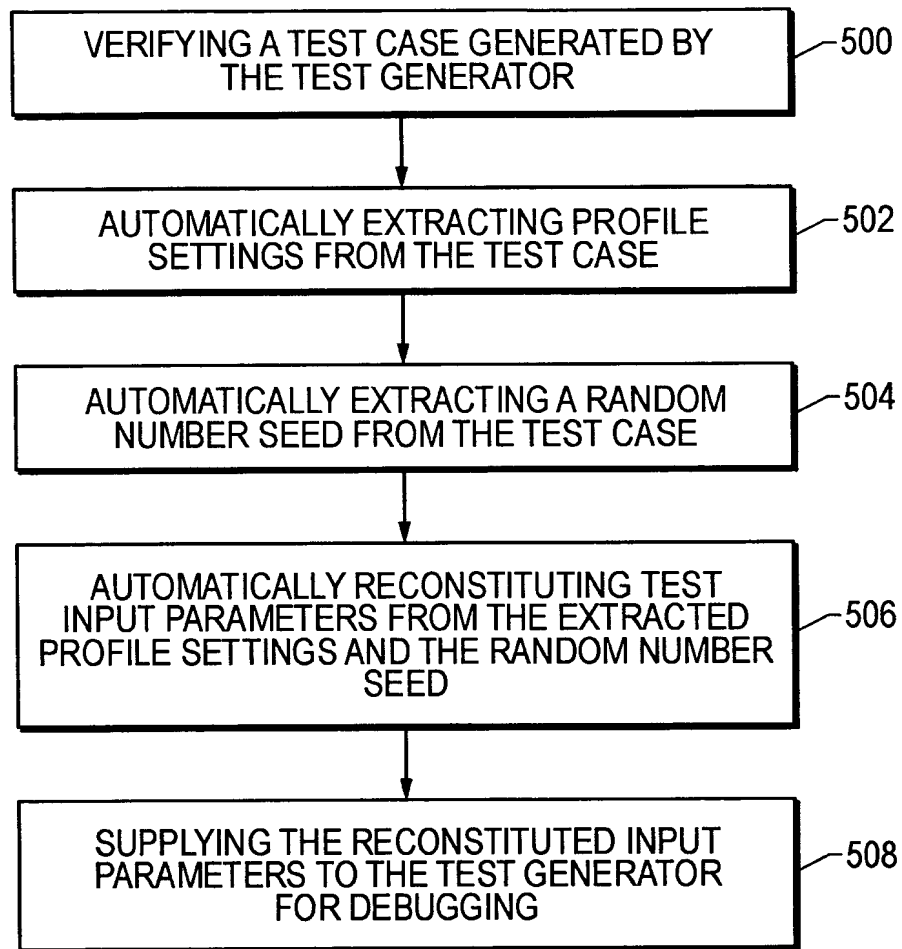 VERIFYING A TEST CASE GENERATED BY
THE TEST GENERATOR
500
AUTOMATICALLY EXTRACTING PROFILE
SETTINGS FROM THE TEST CASE
502
AUTOMATICALLY EXTRACTING A RANDOM
NUMBER SEED FROM THE TEST CASE
504
AUTOMATICALLY RECONSTITUTING TEST
INPUT PARAMETERS FROM THE EXTRACTED
PROFILE SETTINGS AND THE RANDOM NUMBER
SEED
506
SUPPLYING THE RECONSTITUTED INPUT
PARAMETERS TO THE TEST GENERATOR
FOR DEBUGGING
508